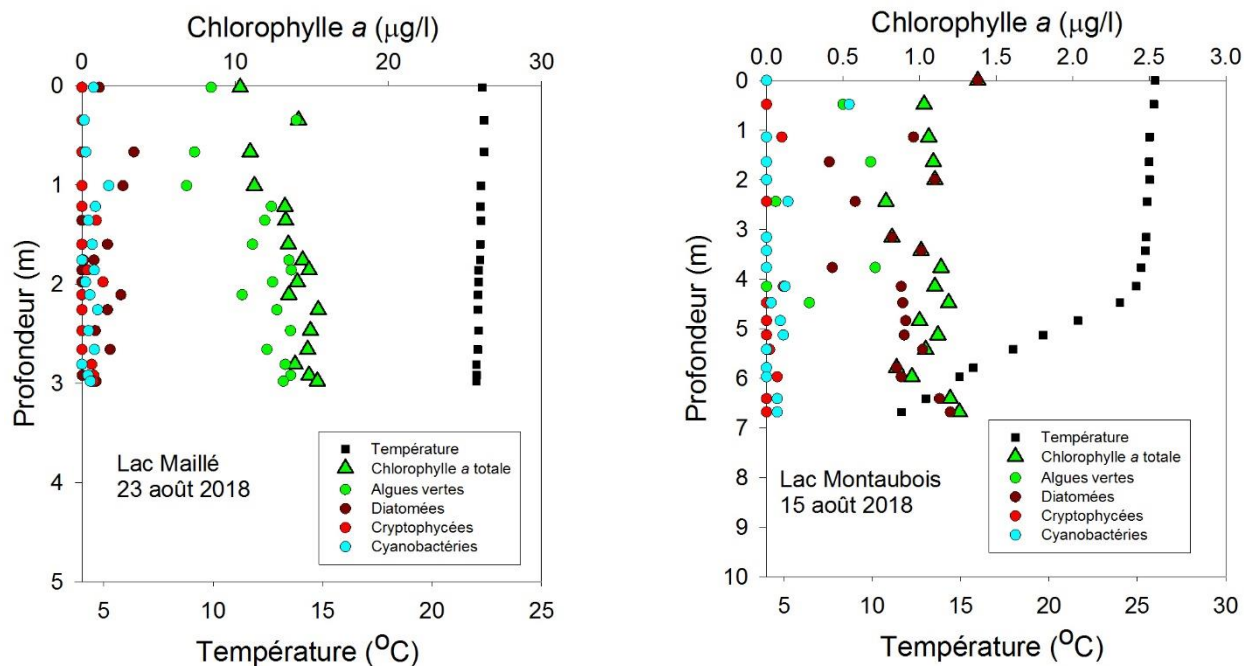 Chlorophylle a (μg/l)
0 10 20 30
0
1
2
3
4
5
Profondeur (m)
Lac Maillé
23 août 2018
Température
Chlorophylle a totale
Algues vertes
Diatomées
Cryptophycées
Cyanobactéries
5 10 15 20 25
Température (°C)
Chlorophylle a (μg/l)
0.0 0.5 1.0 1.5 2.0 2.5 3.0
0
1
2
3
4
5
6
7
8
9
10
Profondeur (m)
Lac Montaubois
15 août 2018
Température
Chlorophylle a totale
Algues vertes
Diatomées
Cryptophycées
Cyanobactéries
5 10 15 20 25 30
Température (°C)